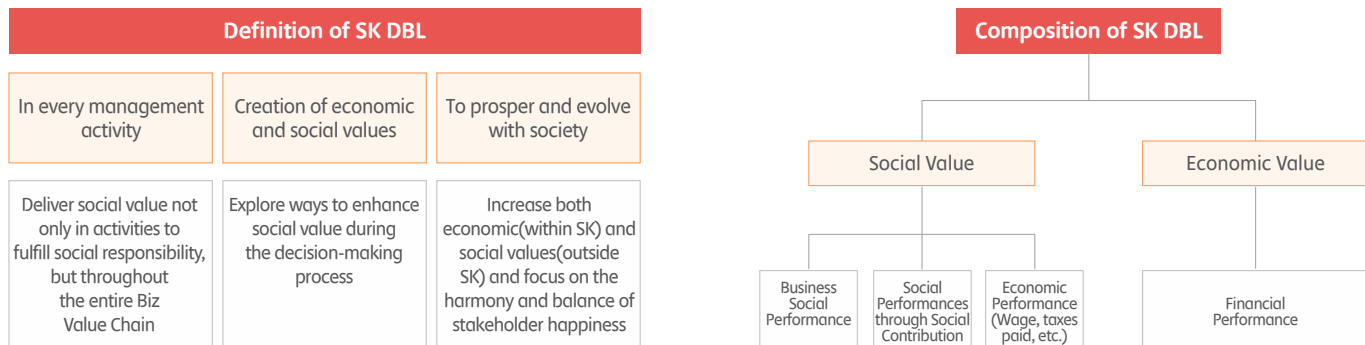 Definition of SK DBL
In every management
activity
Creation of economic
and social values
To prosper and evolve
with society
Deliver social value not
only in activities to
fulfill social responsibility,
but throughout
the entire Biz
Value Chain
Explore ways to enhance
social value during
the decision-making
process
Increase both
economic(within SK) and
social values(outside
SK) and focus on the
harmony and balance of
stakeholder happiness
Composition of SK DBL
Social Value
Economic Value
Business
Social
Performance
Social
Performances
through Social
Contribution
Economic
Performance
(Wage, taxes
paid, etc.)
Financial
Performance